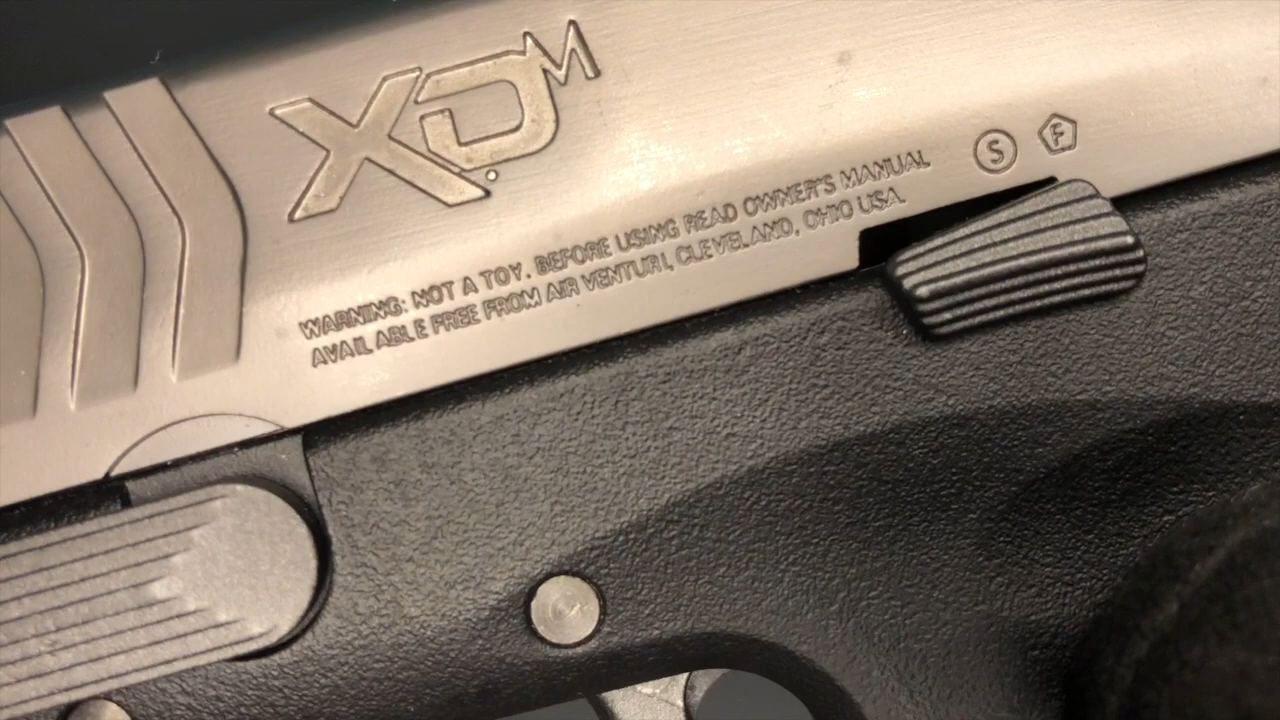 XDM
WARNING: NOT A TOY. BEFORE USING READ OWNER'S MANUAL
AVAILABLE FREE FROM AIR VENTURI, CLEVELAND, OHIO USA.
S F